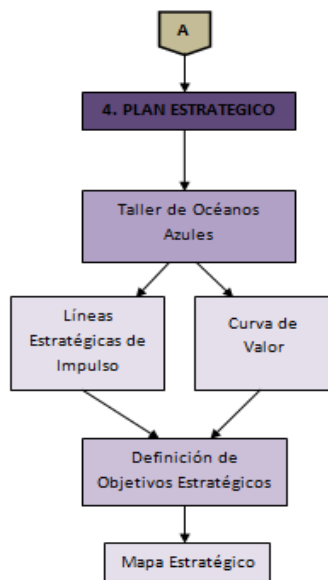 A
4. PLAN ESTRATEGICO
Taller de Océanos
Azules
Líneas
Estratégicas de
Impulso
Curva de
Valor
Definición de
Objetivos Estratégicos
Mapa Estratégico